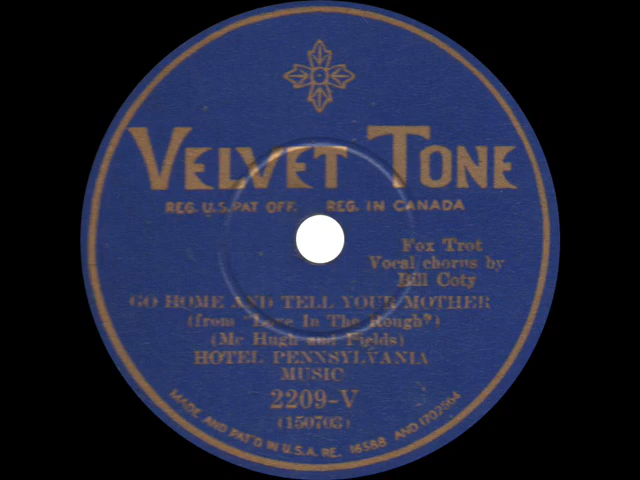 VELVET TONE
REG. U.S. PAT OFF. REG. IN CANADA
Fox Trot
Vocal chorus by
Bill Coty
GO HOME AND TELL YOUR MOTHER
(from "Love In The Rough")
(Mc Hugh and Fields)
HOTEL PENNSYLVANIA
MUSIC
2209-V
(150703)
MADE AND PAT'D IN U.S.A. RE. 16588 AND 1702564